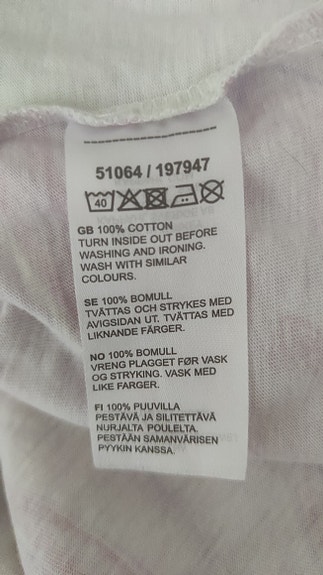 51064 / 197947
40
GB 100% COTTON
TURN INSIDE OUT BEFORE
WASHING AND IRONING.
WASH WITH SIMILAR
COLOURS.
SE 100% BOMULL
TVÄTTAS OCH STRYKES MED
AVIGSIDAN UT. TVÄTTAS MED
LIKNANDE FÄRGER.
NO 100% BOMULL
VRENG PLAGGET FØR VASK
OG STRYKING. VASK MED
LIKE FARGER.
FI 100% PUUVILLA
PESTÄVÄ JA SILITETTÄVÄ
NURJALTA POULELTA.
PESTÄÄN SAMANVÄRISEN
PYYKIN KANSSA.